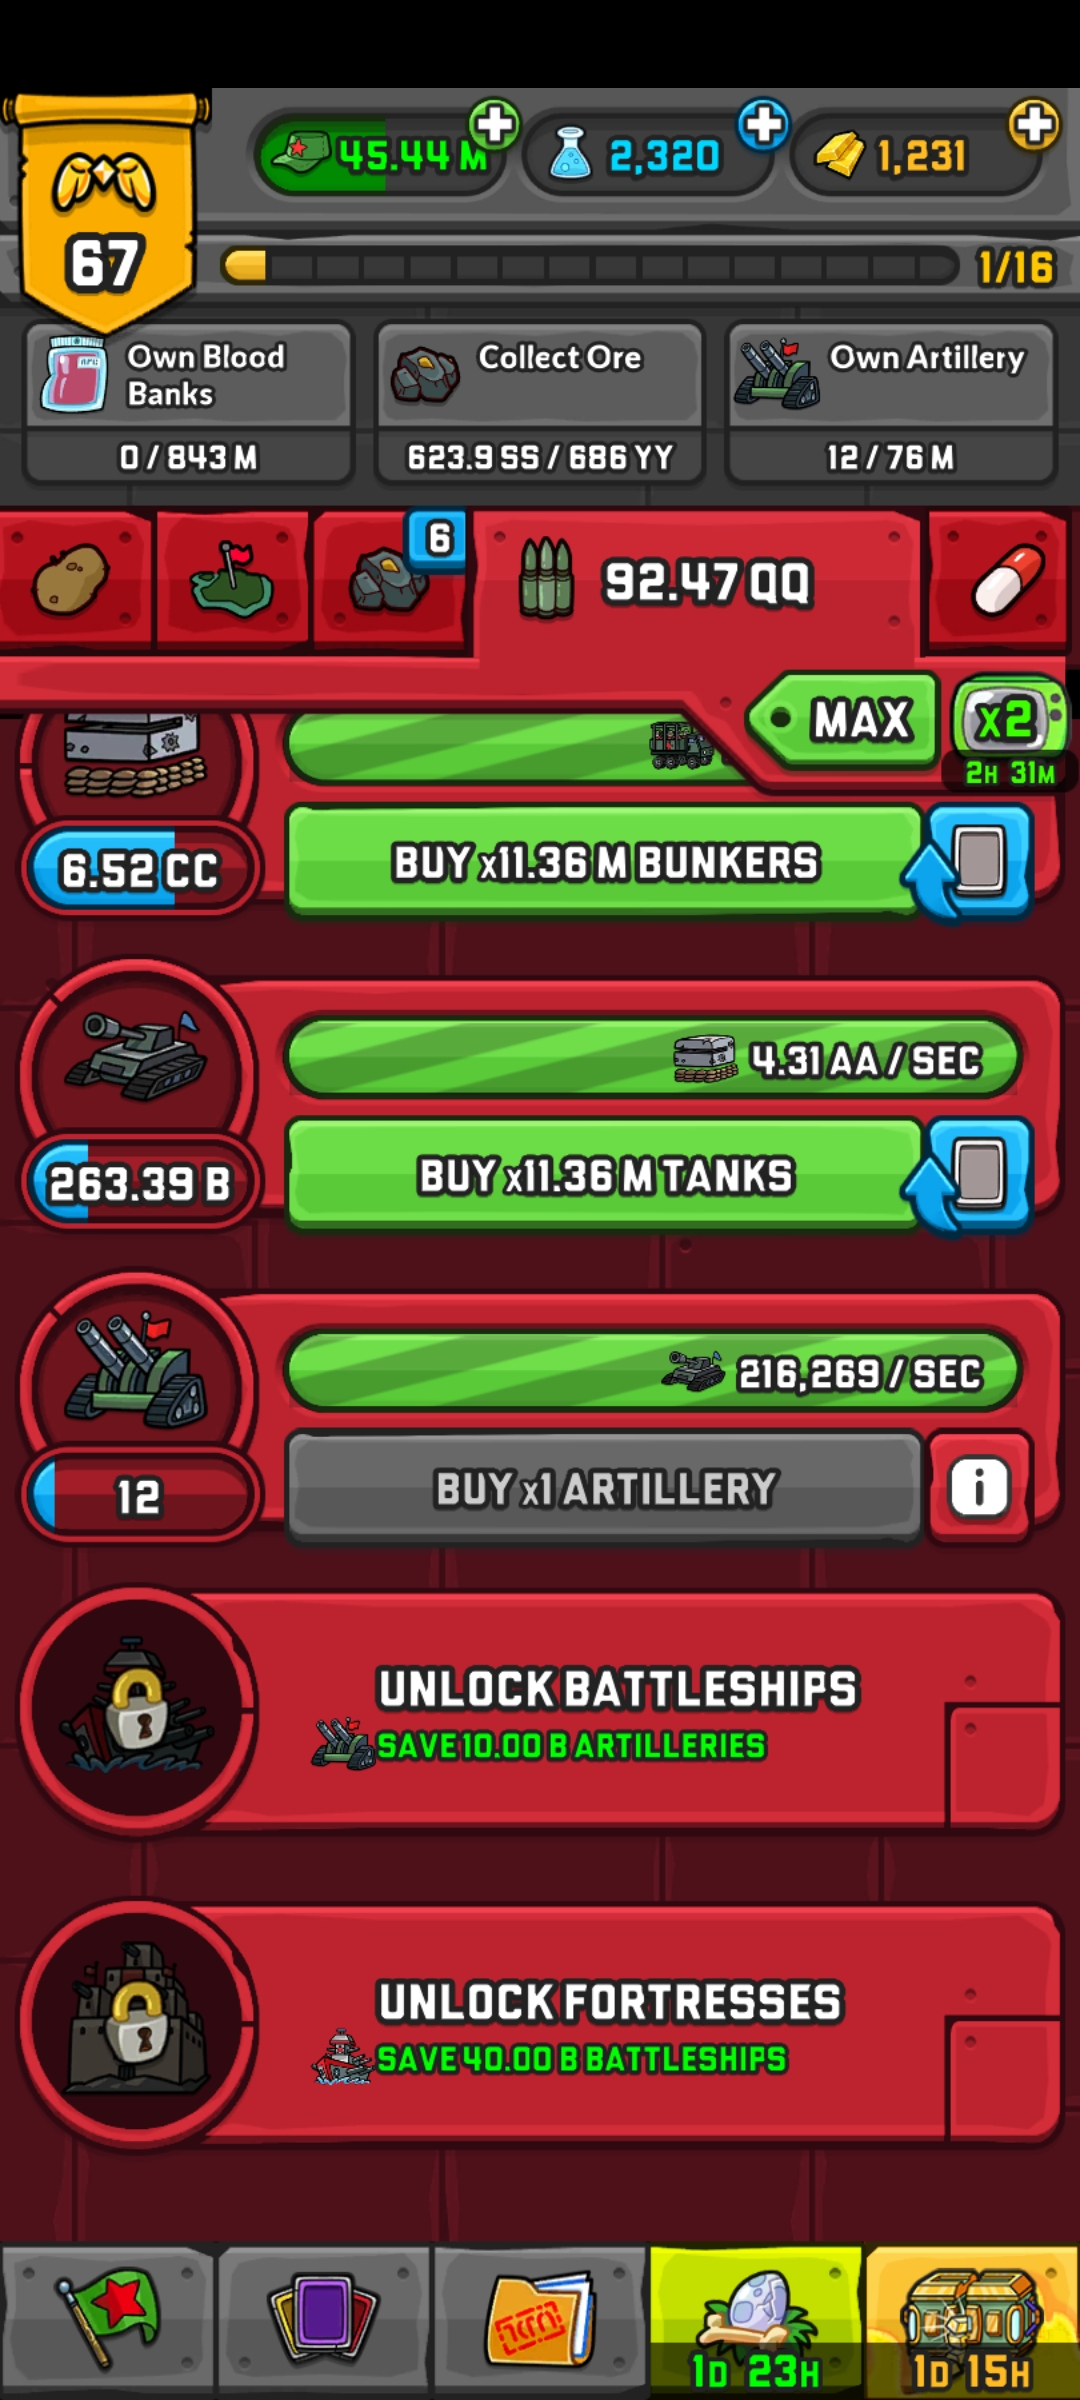 45.44 M
2,320
1,231
67
1/16
Own Blood
Banks
0 / 843 M
Collect Ore
623.9 SS / 686 YY
Own Artillery
12 / 76 M
6
92.47 QQ
MAX
x2
2H 31M
6.52 CC
BUY x11.36 M BUNKERS
4.31 AA / SEC
263.39 B
BUY x11.36 M TANKS
216,269 / SEC
12
BUY x1 ARTILLERY
i
UNLOCK BATTLESHIPS
SAVE 10.00 B ARTILLERIES
UNLOCK FORTRESSES
SAVE 40.00 B BATTLESHIPS
1D 23H
1D 15H